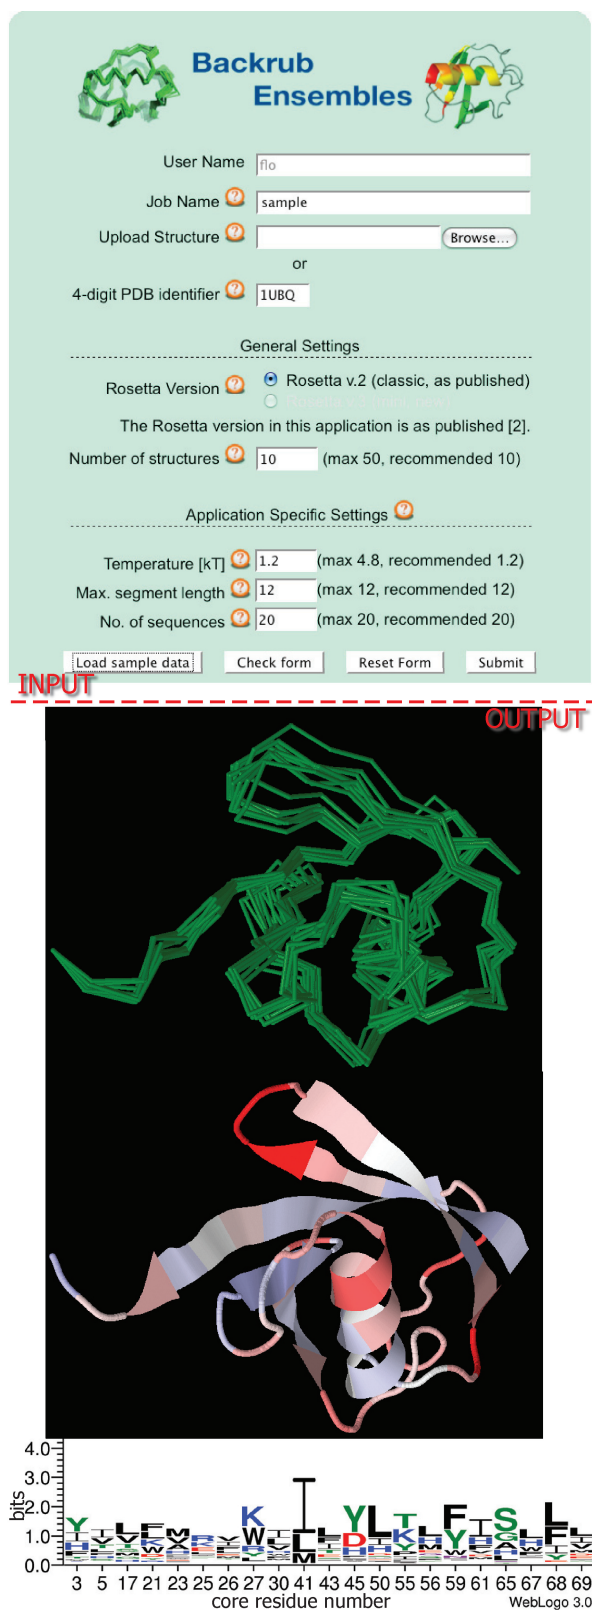 Backrub
Ensembles
User Name flo
Job Name ? sample
Upload Structure ? Browse...
or
4-digit PDB identifier ? 1UBQ
General Settings
Rosetta Version ? Rosetta v.2 (classic, as published)
The Rosetta version in this application is as published [2].
Number of structures ? 10 (max 50, recommended 10)
Application Specific Settings ?
Temperature [kT] ? 1.2 (max 4.8, recommended 1.2)
Max. segment length ? 12 (max 12, recommended 12)
No. of sequences ? 20 (max 20, recommended 20)
Load sample data Check form Reset Form Submit
INPUT
OUTPUT
4.0
3.0
2.0
1.0
0.0
bits
3 5 17 21 23 25 26 27 30 41 43 45 50 55 56 59 61 65 67 68 69
core residue number
WebLogo 3.0